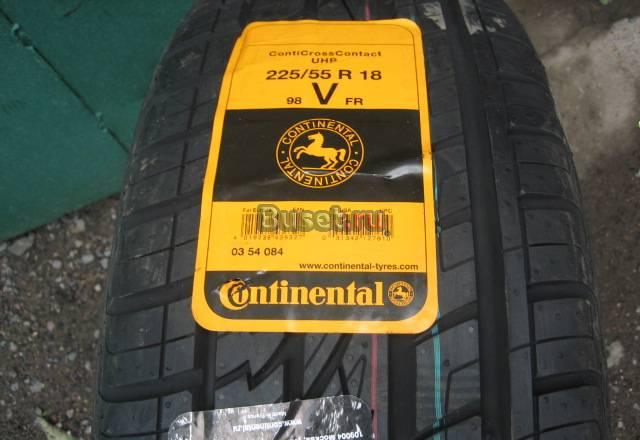 ContiCrossContact
UHP
225/55 R 18
98 V FR
CONTINENTAL
CONTINENTAL
Buset.ru
03 54 084
www.continental-tyres.com
Continental